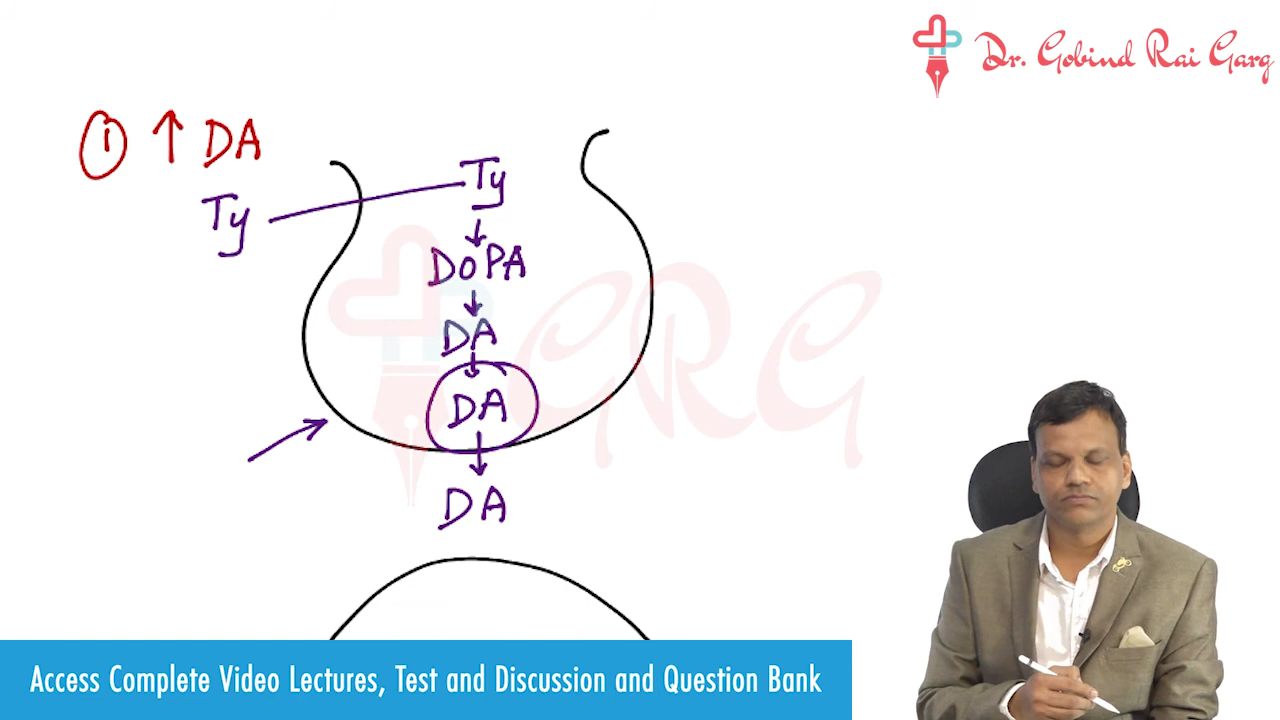 Dr. Gobind Rai Garg
① ↑ DA
Ty
Ty
↓
DOPA
↓
DA
↓
DA
↓
DA
GRG
Access Complete Video Lectures, Test and Discussion and Question Bank